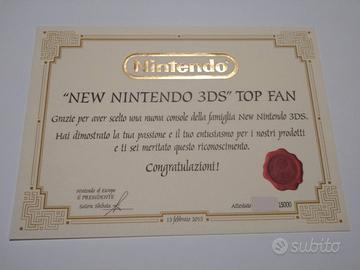 Nintendo
"NEW NINTENDO 3DS" TOP FAN
Grazie per aver scelto una nuova console della famiglia New Nintendo 3DS.
Hai dimostrato la tua passione e il tuo entusiasmo per i nostri prodotti
e ti sei meritato questo riconoscimento.
Congratulazioni!
Nintendo of Europe
Il PRESIDENTE
Satoru Shibata
13 febbraio 2015
Attestato
15000
subito